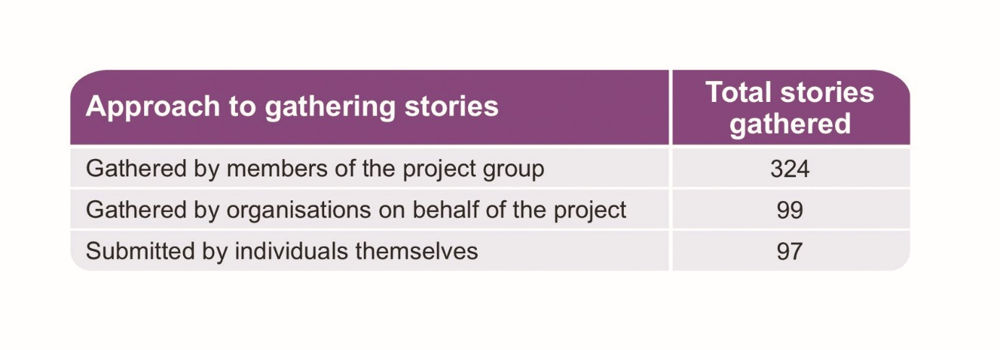 Approach to gathering stories
Total stories
gathered
Gathered by members of the project group
324
Gathered by organisations on behalf of the project
99
Submitted by individuals themselves
97